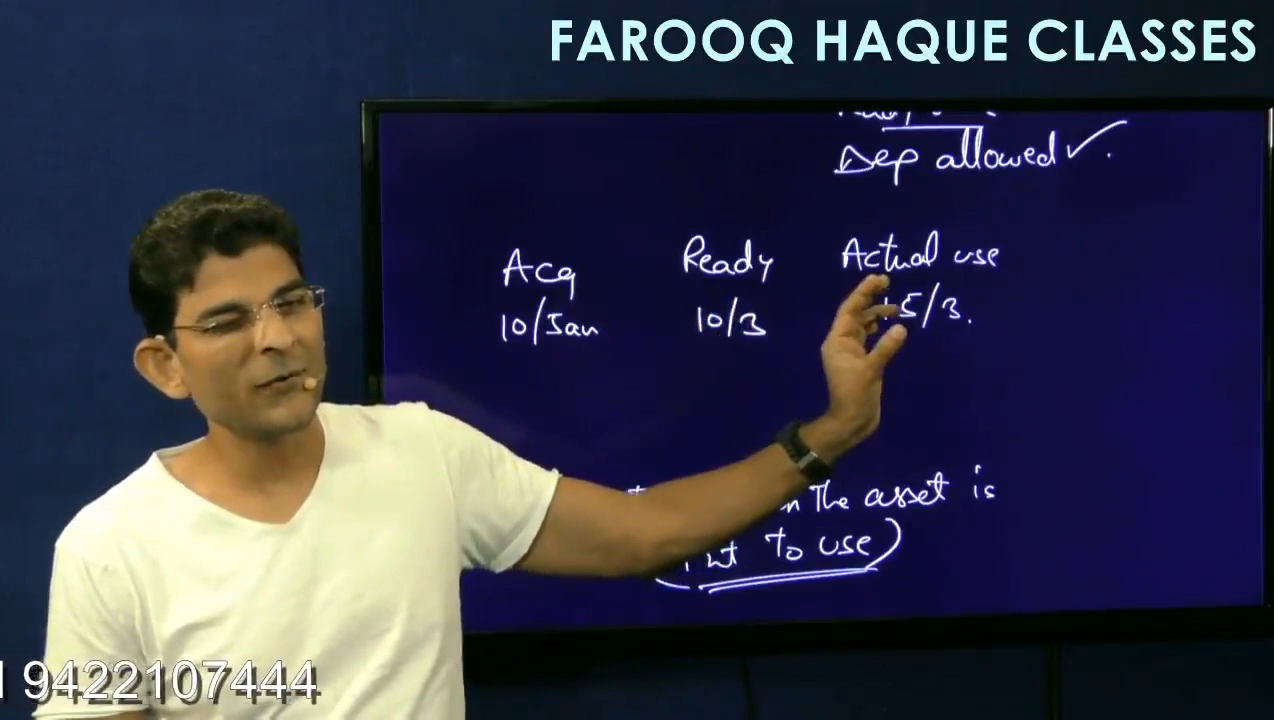 FAROOQ HAQUE CLASSES
Dep allowed ✓.
Acq Ready Actual use
10/Jan 10/3 15/3.
The asset is
to use)
9422107444